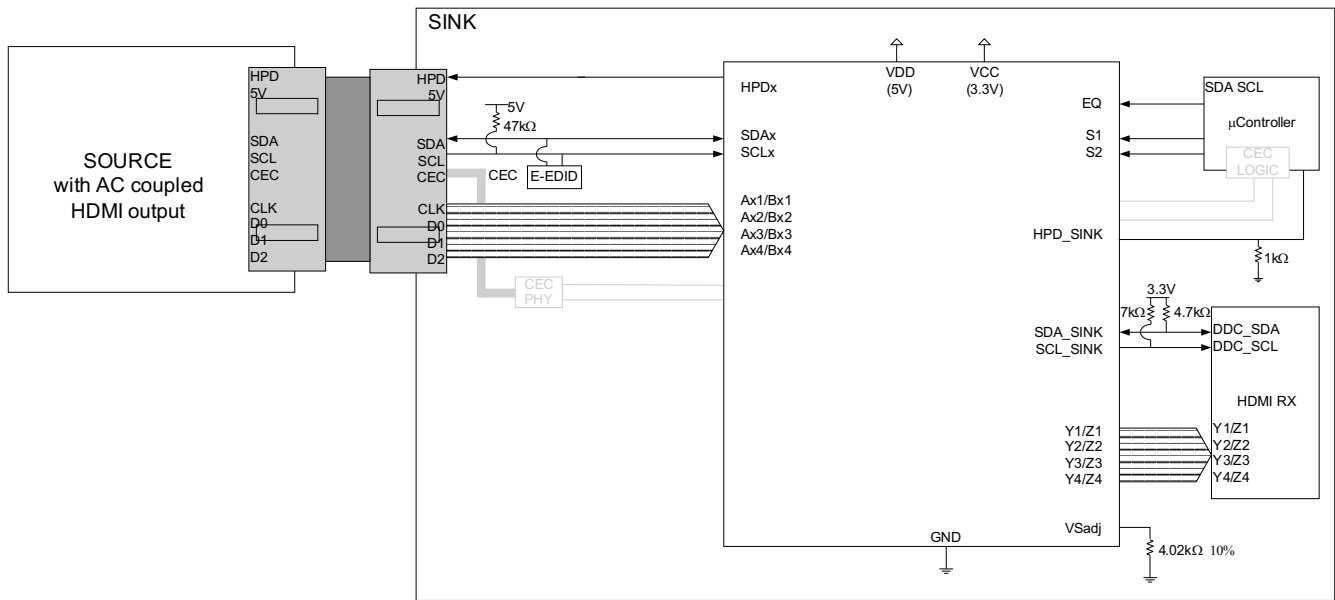 SINK
SOURCE
with AC coupled
HDMI output
HPD
5V
SDA
SCL
CEC
CLK
D0
D1
D2
HPD
5V
SDA
SCL
CEC
CLK
D0
D1
D2
5V
47kΩ
CEC
E-EDID
CEC
PHY
VDD
(5V)
VCC
(3.3V)
HPDx
SDAx
SCLx
Ax1/Bx1
Ax2/Bx2
Ax3/Bx3
Ax4/Bx4
EQ
S1
S2
HPD_SINK
SDA_SINK
SCL_SINK
Y1/Z1
Y2/Z2
Y3/Z3
Y4/Z4
VSadj
GND
SDA SCL
μController
CEC
LOGIC
1kΩ
3.3V
7kΩ
4.7kΩ
DDC_SDA
DDC_SCL
HDMI RX
Y1/Z1
Y2/Z2
Y3/Z3
Y4/Z4
4.02kΩ 10%